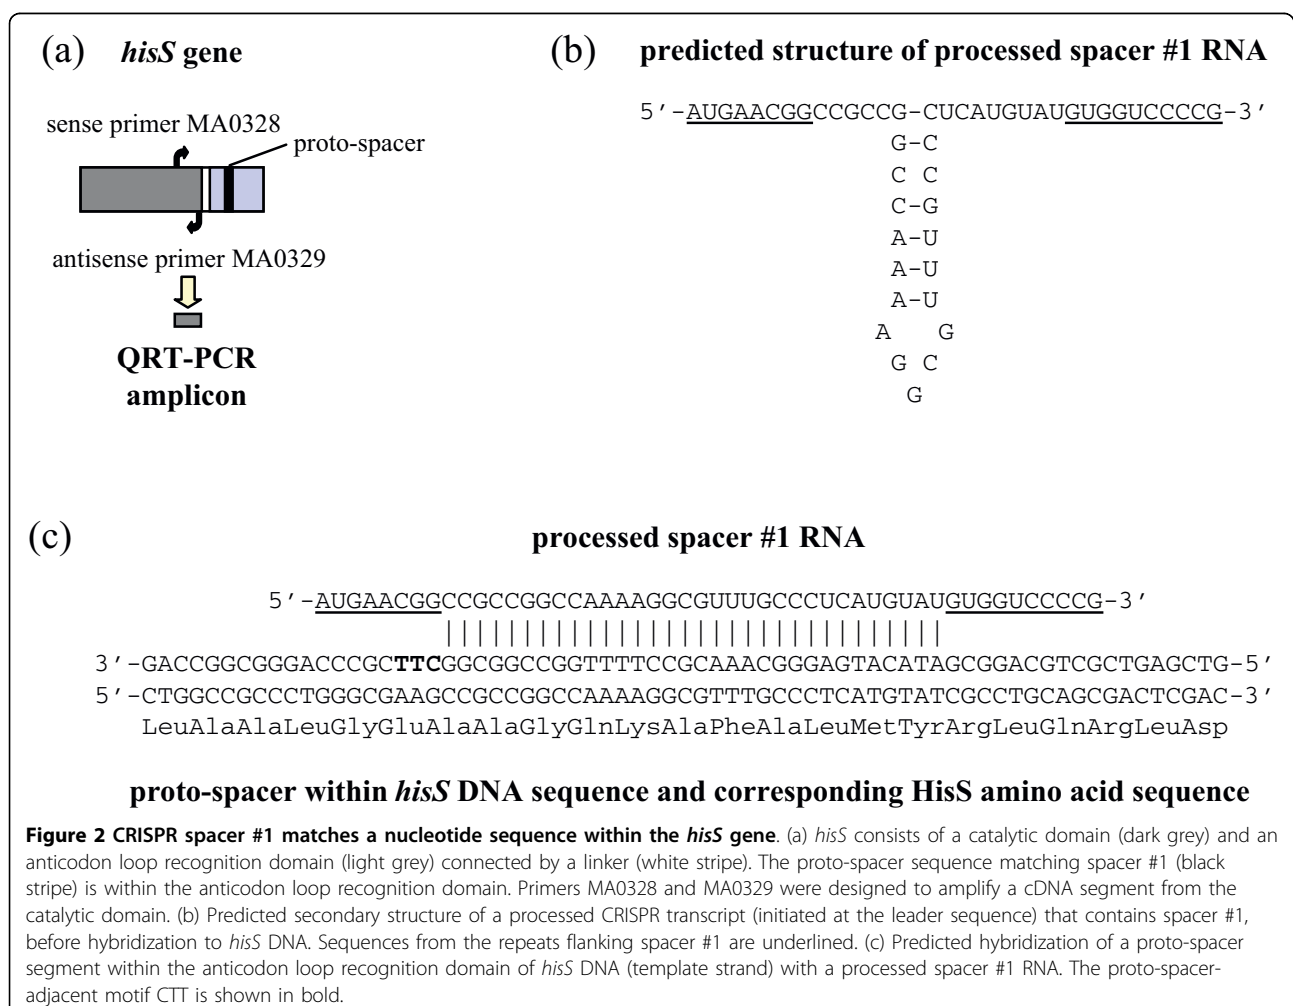 (a) hisS gene
sense primer MA0328
proto-spacer
antisense primer MA0329
QRT-PCR
amplicon
(b) predicted structure of processed spacer #1 RNA
5′-AUGAACGGCCGCCG-CUCAUGUAUGUGGUCCCCG-3′
G-C
C C
C-G
A-U
A-U
A-U
A G
G C
G
(c)
processed spacer #1 RNA
5′-AUGAACGGCCGCCGGCCAAAAGGCGUUUGCCCUCAUGUAUGUGGUCCCCG-3′
3′-GACCGGCGGGACCCGCTTCGGCGGCCGGTTTTCCGCAAACGGGAGTACATAGCGGACGTCGCTGAGCTG-5′
5′-CTGGCCGCCCTGGGCGAAGCCGCCGGCCAAAAGGCGTTTGCCCTCATGTATCGCCTGCAGCGACTCGAC-3′
LeuAlaAlaLeuGlyGluAlaAlaGlyGlnLysAlaPheAlaLeuMetTyrArgLeuGlnArgLeuAsp
proto-spacer within hisS DNA sequence and corresponding HisS amino acid sequence
Figure 2 CRISPR spacer #1 matches a nucleotide sequence within the hisS gene. (a) hisS consists of a catalytic domain (dark grey) and an
anticodon loop recognition domain (light grey) connected by a linker (white stripe). The proto-spacer sequence matching spacer #1 (black
stripe) is within the anticodon loop recognition domain. Primers MA0328 and MA0329 were designed to amplify a cDNA segment from the
catalytic domain. (b) Predicted secondary structure of a processed CRISPR transcript (initiated at the leader sequence) that contains spacer #1,
before hybridization to hisS DNA. Sequences from the repeats flanking spacer #1 are underlined. (c) Predicted hybridization of a proto-spacer
segment within the anticodon loop recognition domain of hisS DNA (template strand) with a processed spacer #1 RNA. The proto-spacer-
adjacent motif CTT is shown in bold.